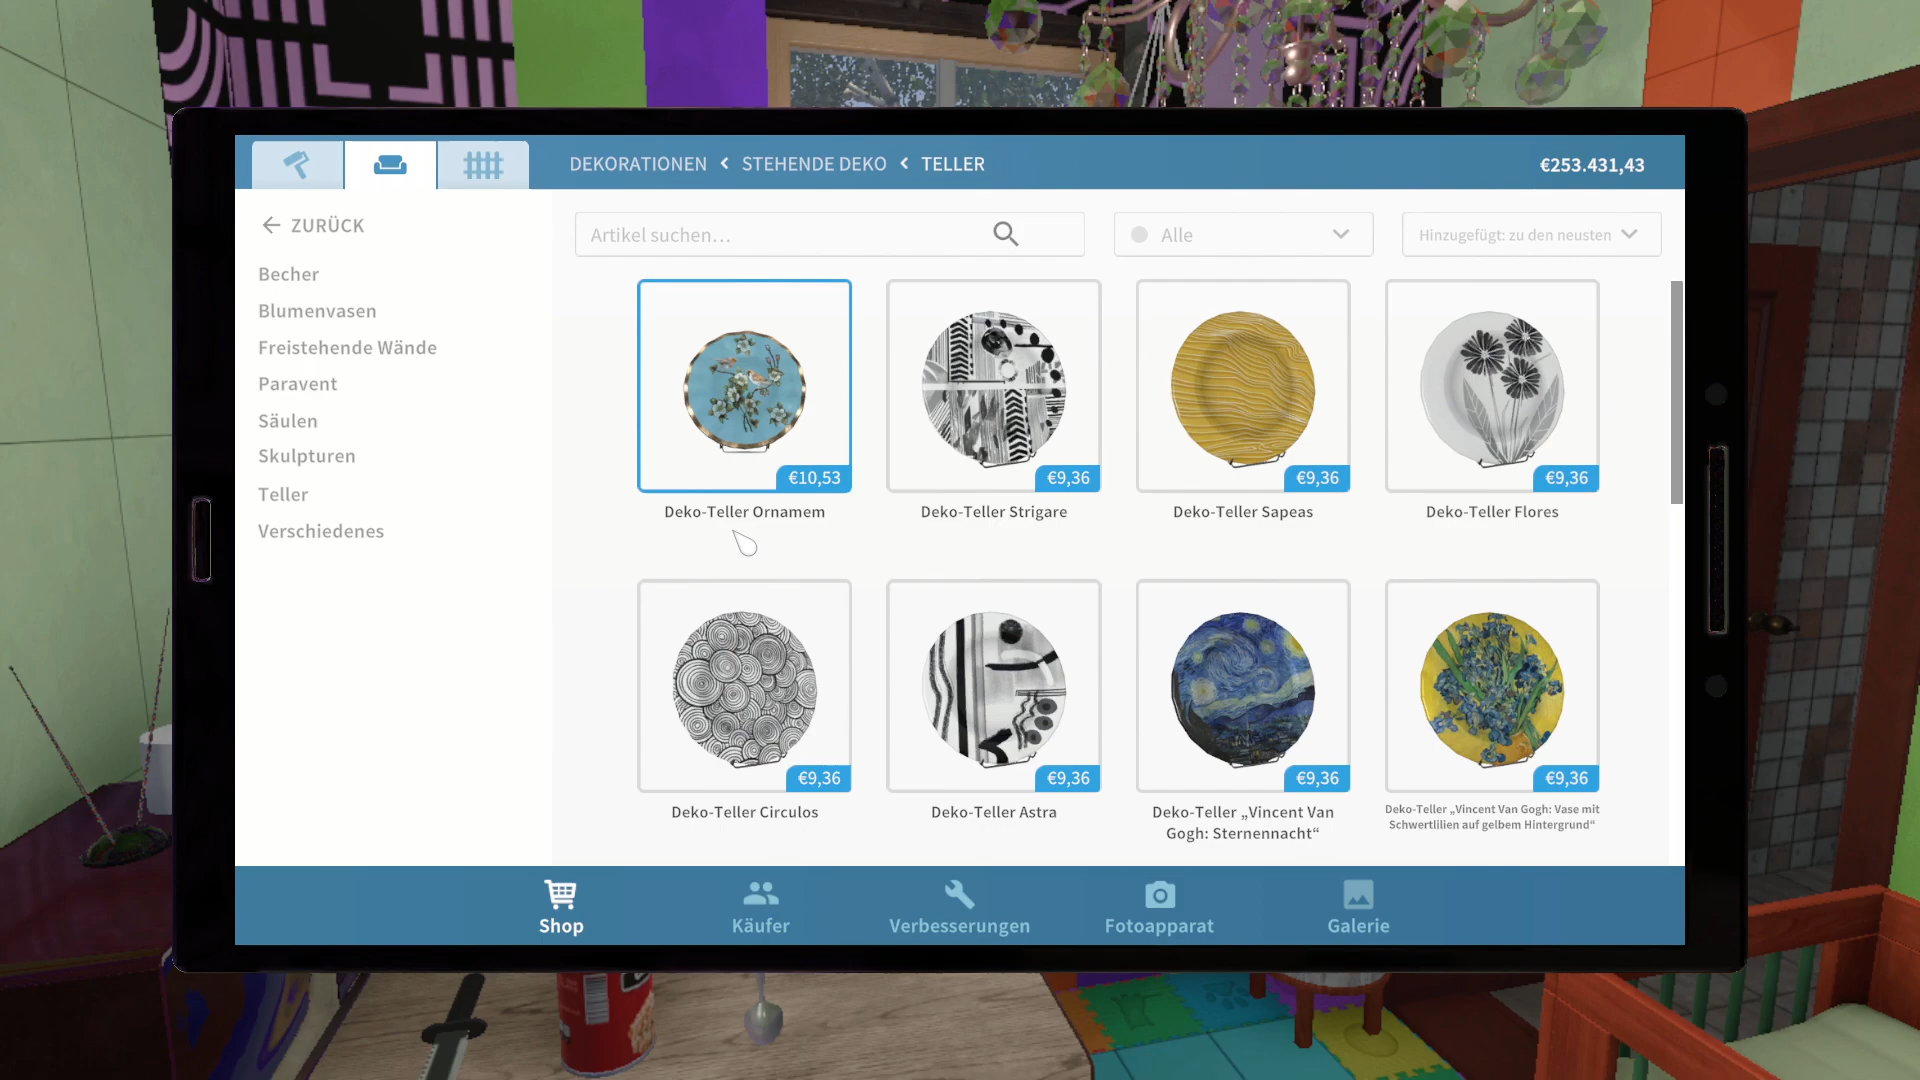 DEKORATIONEN < STEHENDE DEKO < TELLER
€253.431,43
ZURÜCK
Artikel suchen...
Alle
Hinzugefügt: zu den neusten
Becher
Blumenvasen
Freistehende Wände
Paravent
Säulen
Skulpturen
Teller
Verschiedenes
€10,53
€9,36
€9,36
€9,36
Deko-Teller Ornamem
Deko-Teller Strigare
Deko-Teller Sapeas
Deko-Teller Flores
€9,36
€9,36
€9,36
€9,36
Deko-Teller Circulos
Deko-Teller Astra
Deko-Teller „Vincent Van
Gogh: Sternennacht“
Deko-Teller „Vincent Van Gogh: Vase mit
Schwertlilien auf gelbem Hintergrund“
Shop
Käufer
Verbesserungen
Fotoapparat
Galerie